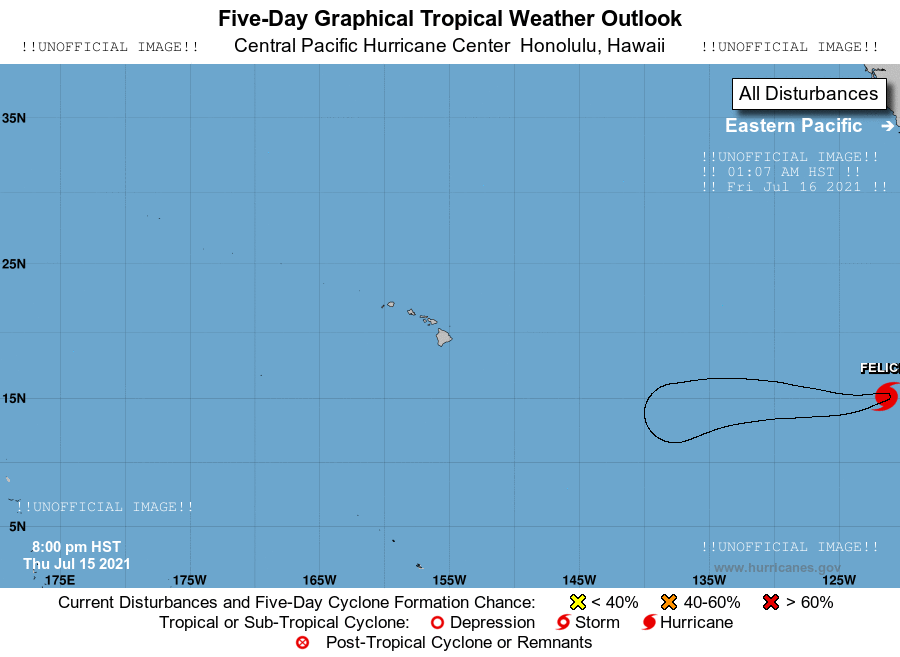 Five-Day Graphical Tropical Weather Outlook
!!UNOFFICIAL IMAGE!! Central Pacific Hurricane Center Honolulu, Hawaii !!UNOFFICIAL IMAGE!!
All Disturbances
35N
Eastern Pacific →
!!UNOFFICIAL IMAGE!!
!! 01:07 AM HST !!
!! Fri Jul 16 2021 !!
25N
FELIC
15N
!!UNOFFICIAL IMAGE!!
5N
8:00 pm HST
Thu Jul 15 2021
!!UNOFFICIAL IMAGE!!
www.hurricanes.gov
175E 175W 165W 155W 145W 135W 125W
Current Disturbances and Five-Day Cyclone Formation Chance: < 40% 40-60% > 60%
Tropical or Sub-Tropical Cyclone: Depression Storm Hurricane
Post-Tropical Cyclone or Remnants